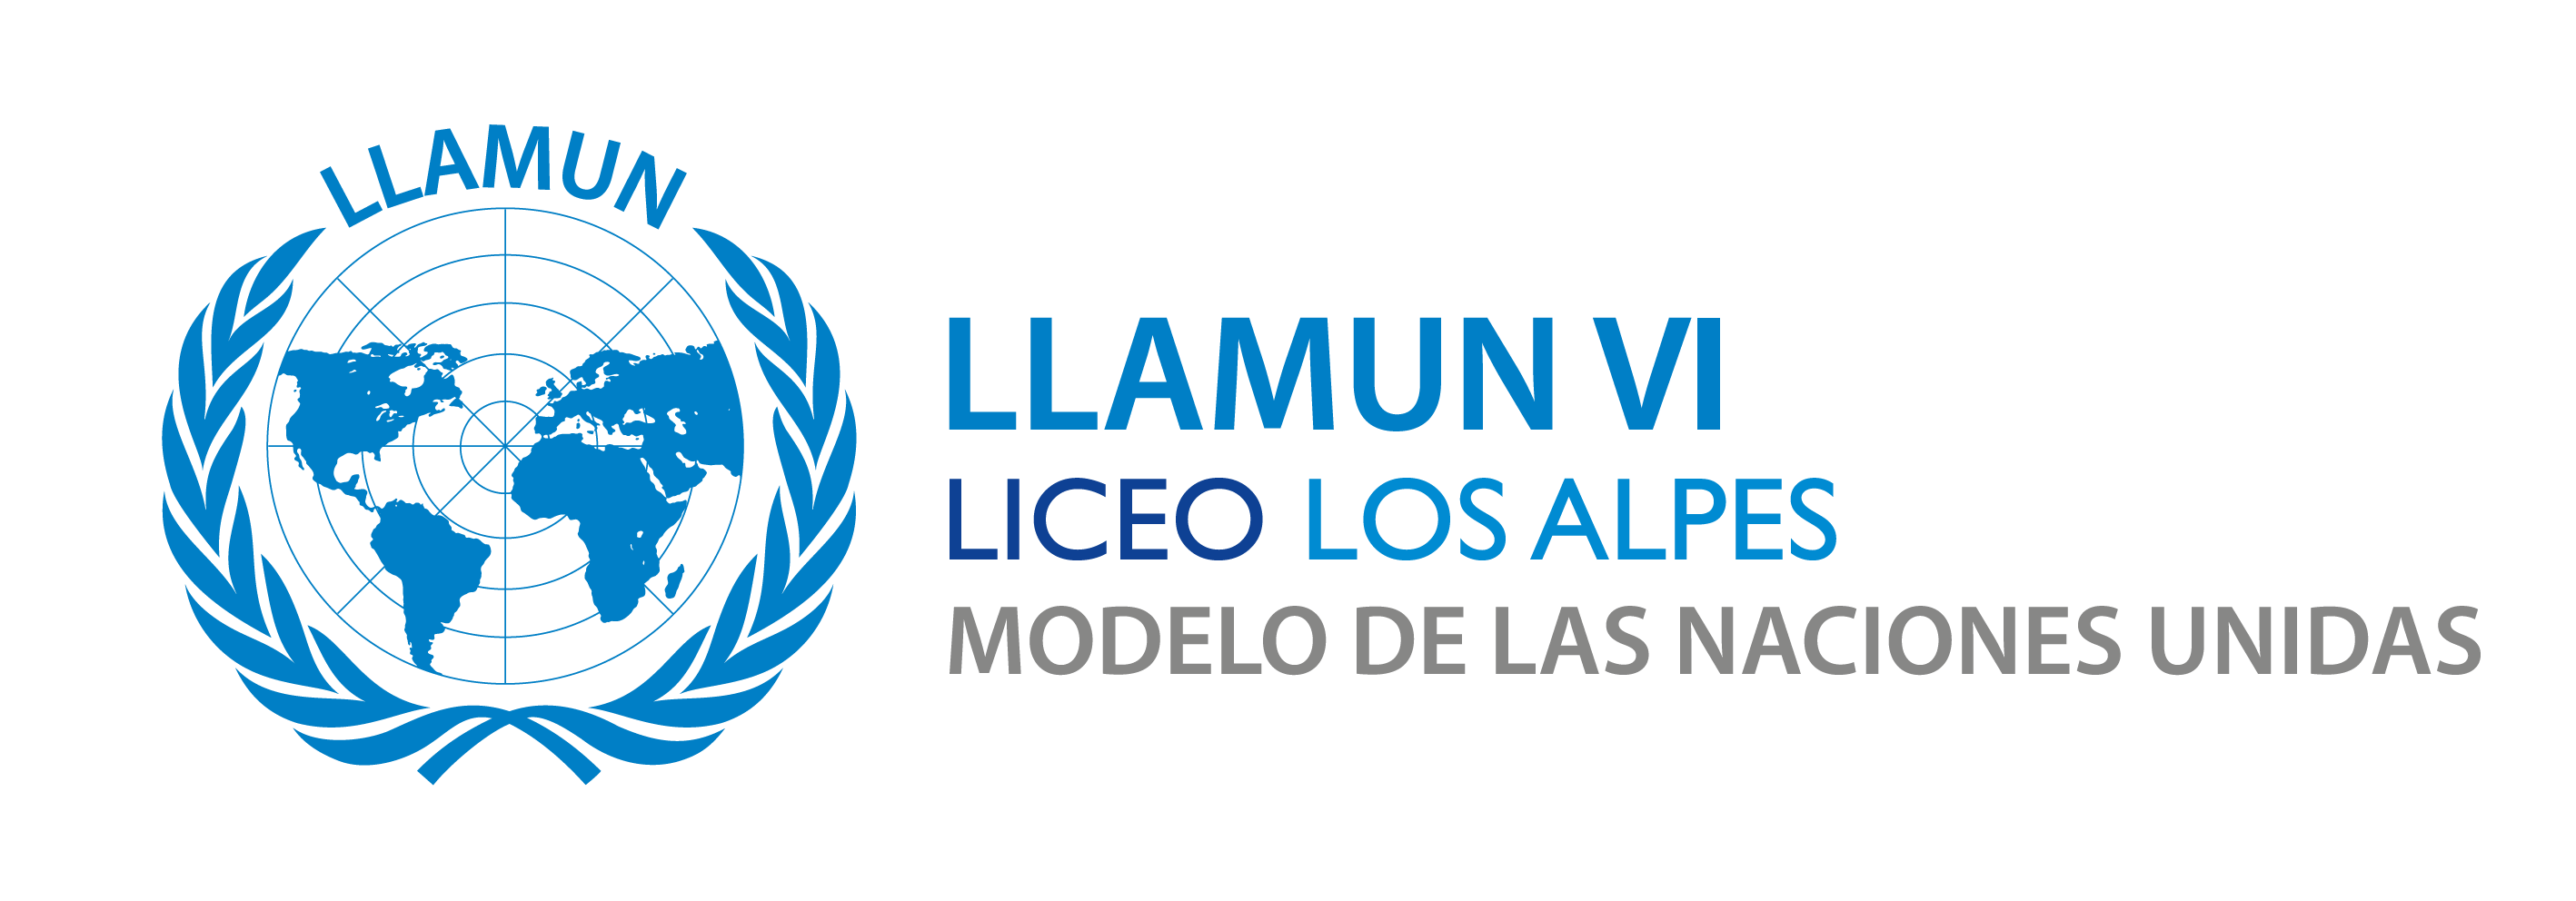 LLAMUN
LLAMUN VI
LICEO LOS ALPES
MODELO DE LAS NACIONES UNIDAS